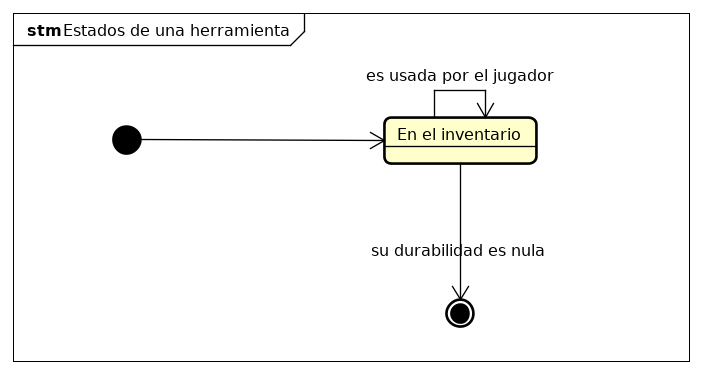 stm Estados de una herramienta
es usada por el jugador
En el inventario
su durabilidad es nula